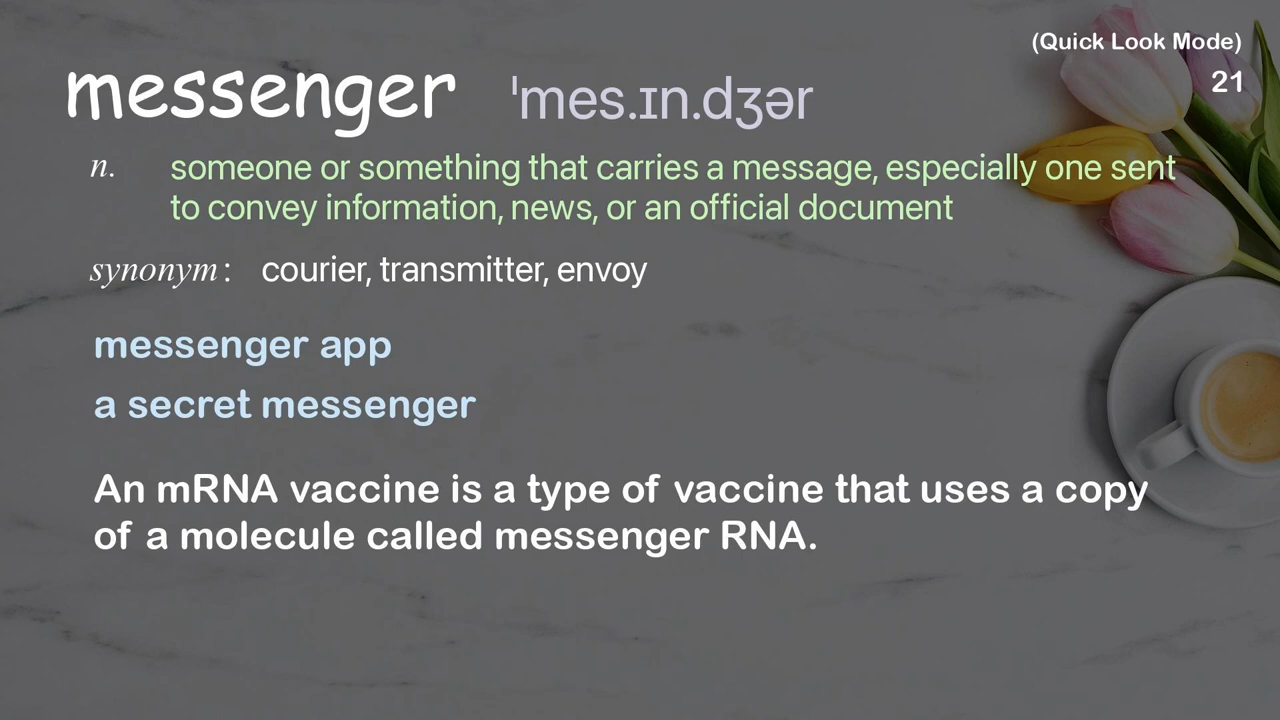 (Quick Look Mode)
21
messenger ˈmes.ɪn.dʒər
n. someone or something that carries a message, especially one sent
to convey information, news, or an official document
synonym: courier, transmitter, envoy
messenger app
a secret messenger
An mRNA vaccine is a type of vaccine that uses a copy
of a molecule called messenger RNA.